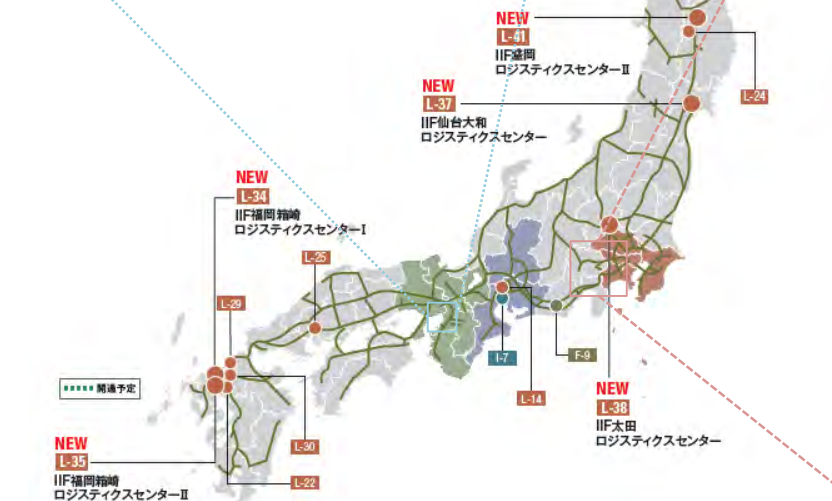 NEW
L-41
IIF盛岡
ロジスティクスセンターII
L-24
NEW
L-37
IIF仙台大和
ロジスティクスセンター
NEW
L-34
IIF福岡箱崎
ロジスティクスセンターI
L-25
L-29
I-7
F-9
L-14
開通予定
NEW
L-38
IIF太田
ロジスティクスセンター
NEW
L-35
IIF福岡箱崎
ロジスティクスセンターII
L-30
L-22